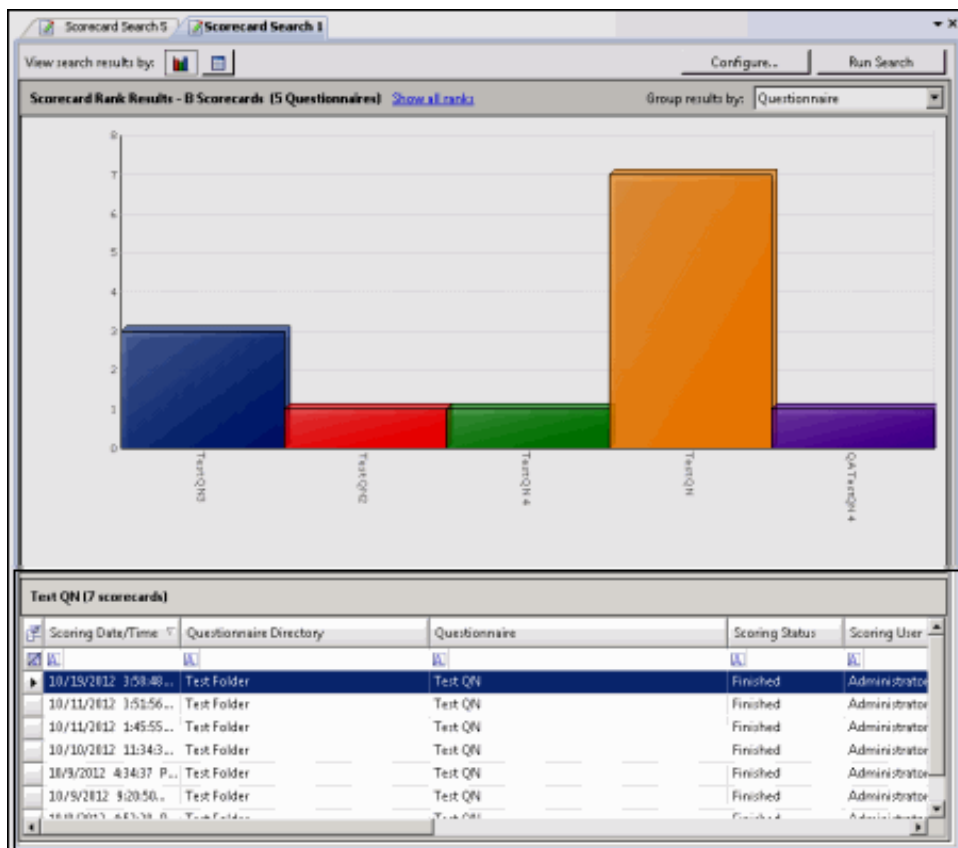 Scorecard Search 5 Scorecard Search 1
View search results by: Configure... Run Search
Scorecard Rank Results - 8 Scorecards (5 Questionnaires) Show all ranks Group results by: Questionnaire
8
7
6
5
4
3
2
1
0
TestQN3 TestQN2 TestQN 4 TestQN QA TestQN 4
Test QN (7 scorecards)
Scoring Date/Time Questionnaire Directory Questionnaire Scoring Status Scoring User
10/19/2012 3:58:48... Test Folder Test QN Finished Administrator
10/11/2012 3:51:56... Test Folder Test QN Finished Administrator
10/11/2012 1:45:55... Test Folder Test QN Finished Administrator
10/10/2012 11:34:3... Test Folder Test QN Finished Administrator
10/9/2012 4:34:37 P... Test Folder Test QN Finished Administrator
10/9/2012 9:20:50... Test Folder Test QN Finished Administrator